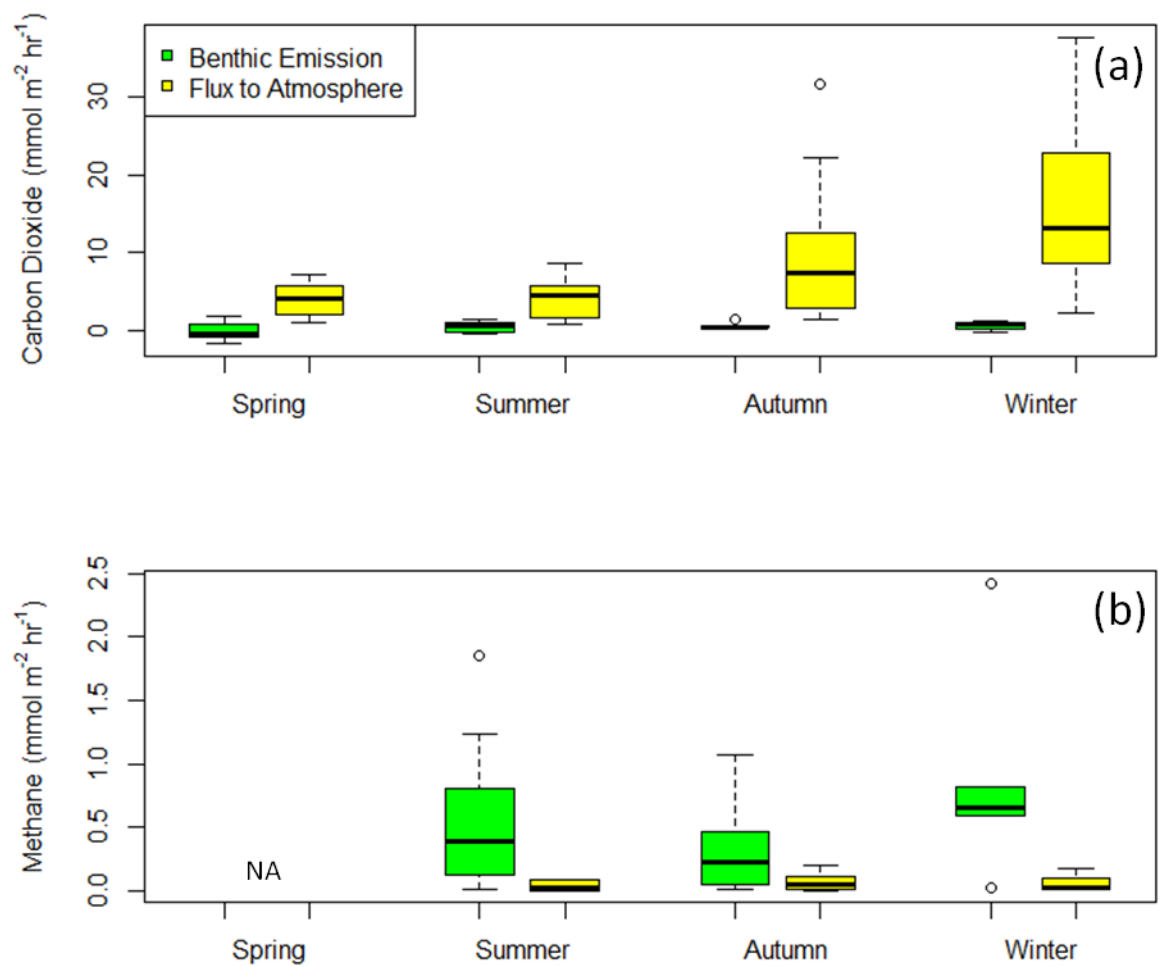 Carbon Dioxide (mmol m⁻² hr⁻¹)
Benthic Emission
Flux to Atmosphere
(a)
30
20
10
0
Spring Summer Autumn Winter
Methane (mmol m⁻² hr⁻¹)
(b)
2.5
2.0
1.5
1.0
0.5
0.0
NA
Spring Summer Autumn Winter